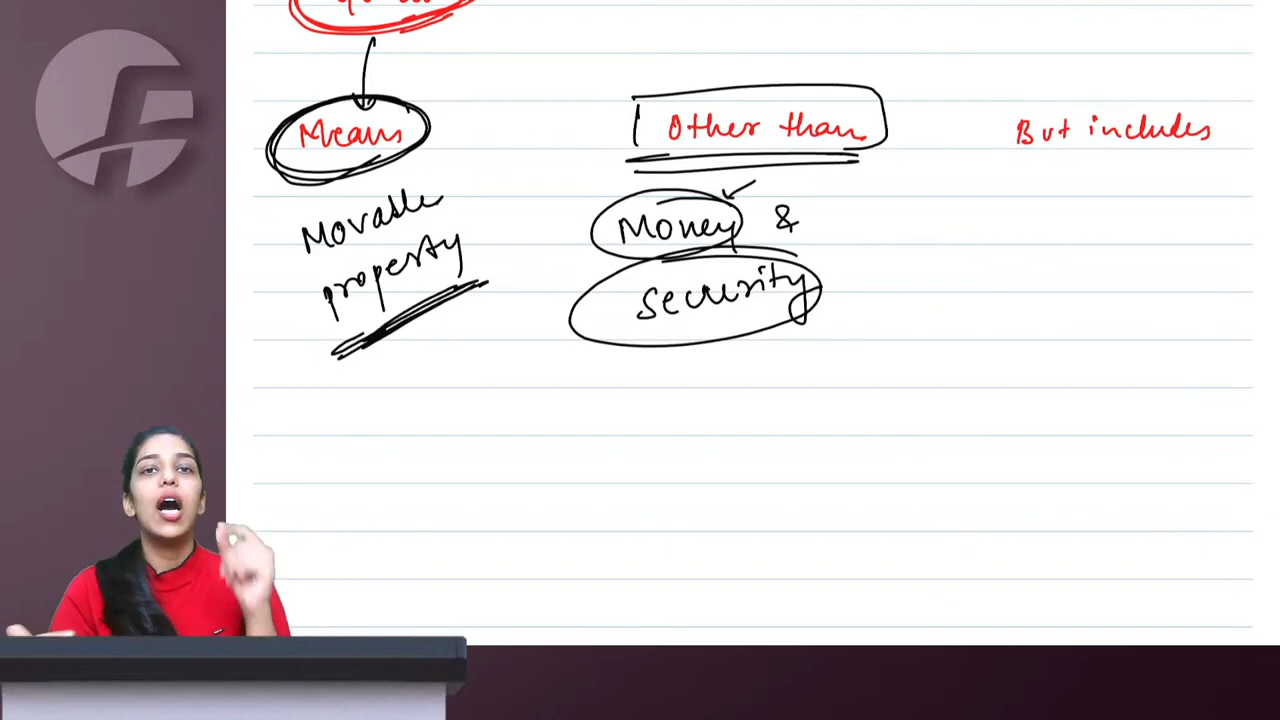 Means
Other than
But includes
Movable
property
Money &
Security